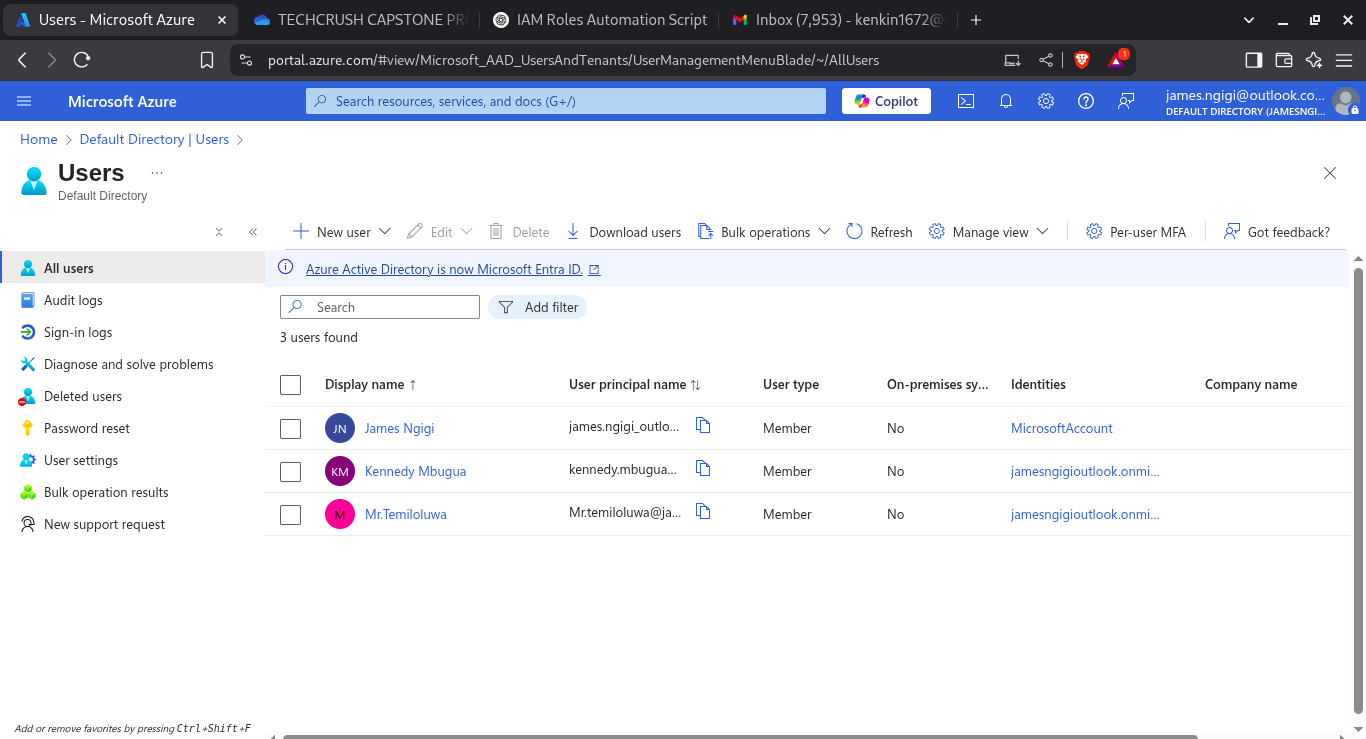 Users - Microsoft Azure
TECHCRUSH CAPSTONE PR
IAM Roles Automation Script
Inbox (7,953) - kenkin1672@
portal.azure.com/#view/Microsoft_AAD_UsersAndTenants/UserManagementMenuBlade/~/AllUsers
1
Microsoft Azure
Search resources, services, and docs (G+/)
Copilot
james.ngigi@outlook.co...
DEFAULT DIRECTORY (JAMESNGI...
Home > Default Directory | Users >
Users ...
Default Directory
New user
Edit
Delete
Download users
Bulk operations
Refresh
Manage view
Per-user MFA
Got feedback?
All users
Audit logs
Sign-in logs
Diagnose and solve problems
Deleted users
Password reset
User settings
Bulk operation results
New support request
Add or remove favorites by pressing Ctrl+Shift+F
Azure Active Directory is now Microsoft Entra ID.
Search
Add filter
3 users found
Display name ↑ User principal name ↑↓ User type On-premises sy... Identities Company name
JN James Ngigi james.ngigi_outlo... Member No MicrosoftAccount
KM Kennedy Mbugua kennedy.mbugua... Member No jamesngigioutlook.onmi...
M Mr.Temiloluwa Mr.temiloluwa@ja... Member No jamesngigioutlook.onmi...